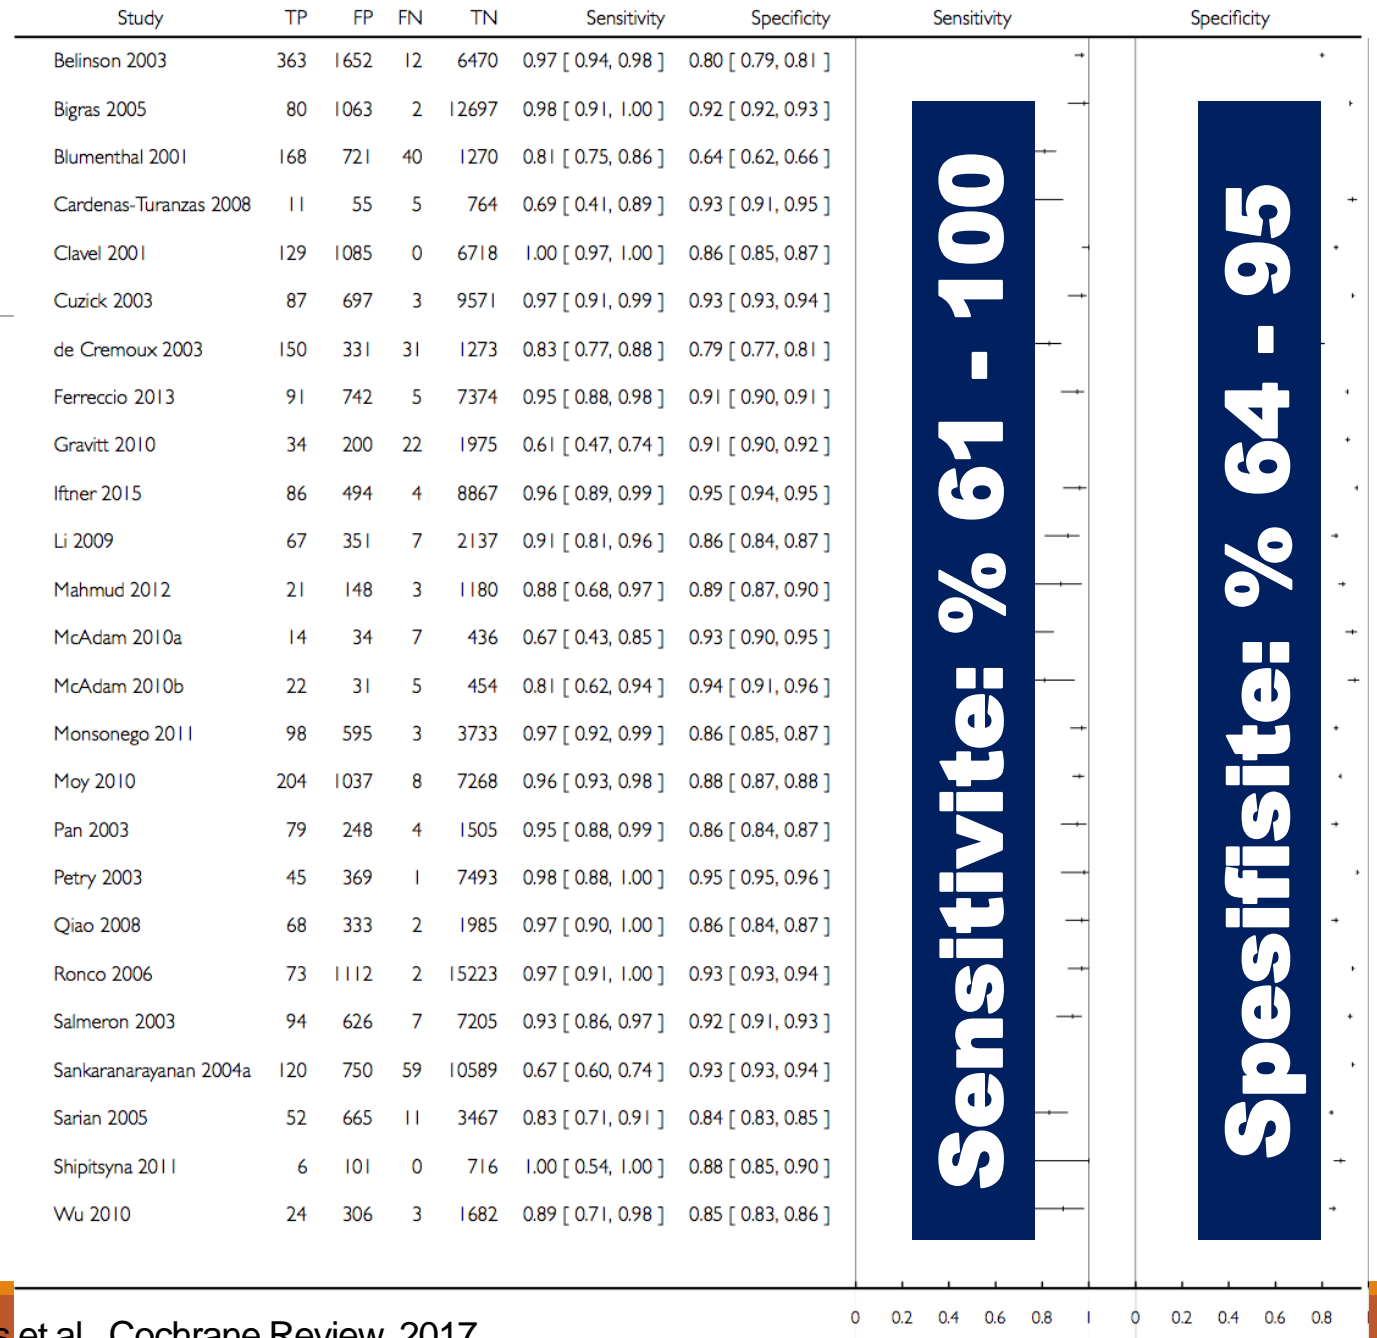 Study TP FP FN TN Sensitivity Specificity Sensitivity Specificity
Belinson 2003 363 1652 12 6470 0.97 [ 0.94, 0.98 ] 0.80 [ 0.79, 0.81 ]
Bigras 2005 80 1063 2 12697 0.98 [ 0.91, 1.00 ] 0.92 [ 0.92, 0.93 ]
Blumenthal 2001 168 721 40 1270 0.81 [ 0.75, 0.86 ] 0.64 [ 0.62, 0.66 ]
Cardenas-Turanzas 2008 11 55 5 764 0.69 [ 0.41, 0.89 ] 0.93 [ 0.91, 0.95 ]
Clavel 2001 129 1085 0 6718 1.00 [ 0.97, 1.00 ] 0.86 [ 0.85, 0.87 ]
Cuzick 2003 87 697 3 9571 0.97 [ 0.91, 0.99 ] 0.93 [ 0.93, 0.94 ]
de Cremoux 2003 150 331 31 1273 0.83 [ 0.77, 0.88 ] 0.79 [ 0.77, 0.81 ]
Ferreccio 2013 91 742 5 7374 0.95 [ 0.88, 0.98 ] 0.91 [ 0.90, 0.91 ]
Gravitt 2010 34 200 22 1975 0.61 [ 0.47, 0.74 ] 0.91 [ 0.90, 0.92 ]
Iftner 2015 86 494 4 8867 0.96 [ 0.89, 0.99 ] 0.95 [ 0.94, 0.95 ]
Li 2009 67 351 7 2137 0.91 [ 0.81, 0.96 ] 0.86 [ 0.84, 0.87 ]
Mahmud 2012 21 148 3 1180 0.88 [ 0.68, 0.97 ] 0.89 [ 0.87, 0.90 ]
McAdam 2010a 14 34 7 436 0.67 [ 0.43, 0.85 ] 0.93 [ 0.90, 0.95 ]
McAdam 2010b 22 31 5 454 0.81 [ 0.62, 0.94 ] 0.94 [ 0.91, 0.96 ]
Monsonego 2011 98 595 3 3733 0.97 [ 0.92, 0.99 ] 0.86 [ 0.85, 0.87 ]
Moy 2010 204 1037 8 7268 0.96 [ 0.93, 0.98 ] 0.88 [ 0.87, 0.88 ]
Pan 2003 79 248 4 1505 0.95 [ 0.88, 0.99 ] 0.86 [ 0.84, 0.87 ]
Petry 2003 45 369 1 7493 0.98 [ 0.88, 1.00 ] 0.95 [ 0.95, 0.96 ]
Qiao 2008 68 333 2 1985 0.97 [ 0.90, 1.00 ] 0.86 [ 0.84, 0.87 ]
Ronco 2006 73 1112 2 15223 0.97 [ 0.91, 1.00 ] 0.93 [ 0.93, 0.94 ]
Salmeron 2003 94 626 7 7205 0.93 [ 0.86, 0.97 ] 0.92 [ 0.91, 0.93 ]
Sankaranarayanan 2004a 120 750 59 10589 0.67 [ 0.60, 0.74 ] 0.93 [ 0.93, 0.94 ]
Sarian 2005 52 665 11 3467 0.83 [ 0.71, 0.91 ] 0.84 [ 0.83, 0.85 ]
Shipitsyna 2011 6 101 0 716 1.00 [ 0.54, 1.00 ] 0.88 [ 0.85, 0.90 ]
Wu 2010 24 306 3 1682 0.89 [ 0.71, 0.98 ] 0.85 [ 0.83, 0.86 ]
Sensitivite: % 61 - 100
Spesifisite: % 64 - 95
0 0.2 0.4 0.6 0.8 1 0 0.2 0.4 0.6 0.8
et al. Cochrane Review, 2017